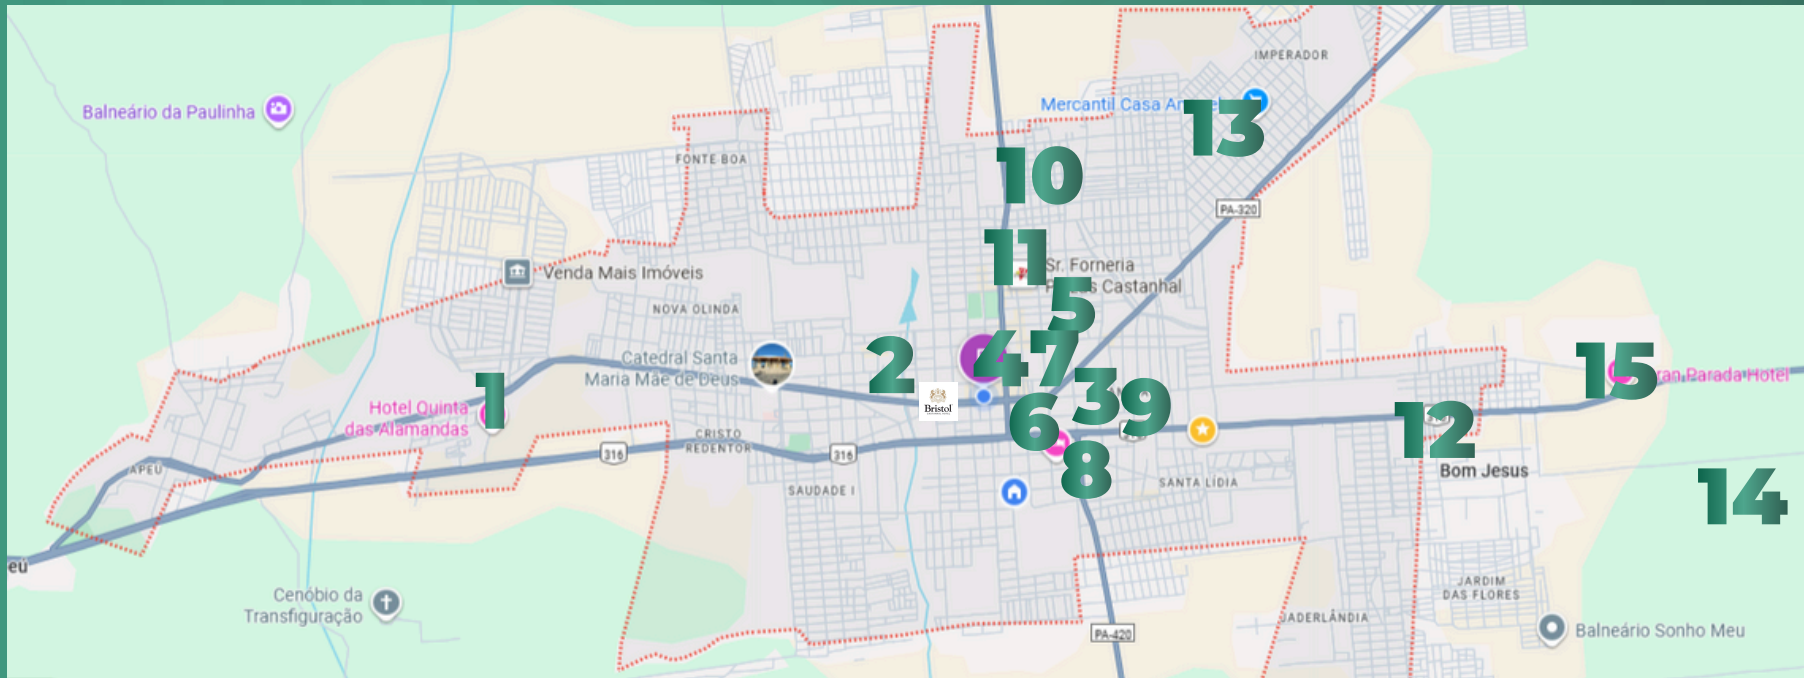 IMPERADOR
Mercantil Casa
Balneário da Paulinha
13
FONTE BOA
10
PA-320
11
Sr. Forneria
Castanhal
Venda Mais Imóveis
5
NOVA OLINDA
2
47
Catedral Santa
Maria Mãe de Deus
15
Parada Hotel
1
39
Bristol
Hotel Quinta
das Alamandas
6
12
CRISTO
REDENTOR
316
316
8
APEÚ
Bom Jesus
SAUDADE I
SANTA LÍDIA
14
eú
Cenóbio da
Transfiguração
JARDIM
DAS FLORES
JADERLÂNDIA
PA-420
Balneário Sonho Meu